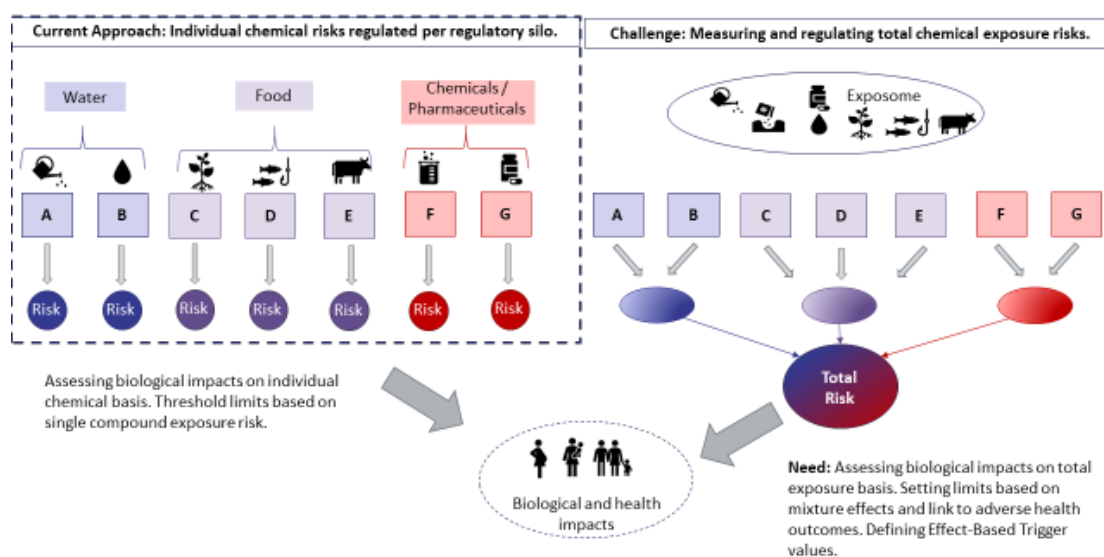 Current Approach: Individual chemical risks regulated per regulatory silo.
Water
Food
Chemicals /
Pharmaceuticals
A
B
C
D
E
F
G
Risk
Risk
Risk
Risk
Risk
Risk
Risk
Assessing biological impacts on individual
chemical basis. Threshold limits based on
single compound exposure risk.
Challenge: Measuring and regulating total chemical exposure risks.
Exposome
A
B
C
D
E
F
G
Total
Risk
Biological and health
impacts
Need: Assessing biological impacts on total
exposure basis. Setting limits based on
mixture effects and link to adverse health
outcomes. Defining Effect-Based Trigger
values.